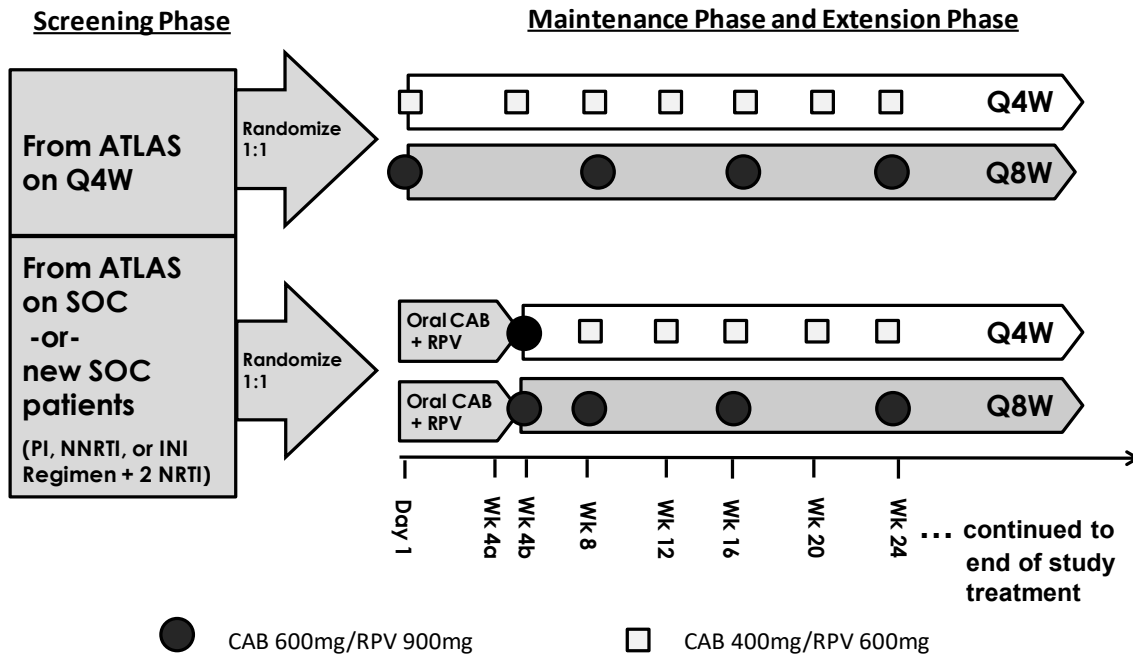 Screening Phase
Maintenance Phase and Extension Phase
From ATLAS
on Q4W
Randomize
1:1
Q4W
Q8W
From ATLAS
on SOC
-or-
new SOC
patients
(PI, NNRTI, or INI
Regimen + 2 NRTI)
Randomize
1:1
Oral CAB
+ RPV
Q4W
Oral CAB
+ RPV
Q8W
Day 1
Wk 4a
Wk 4b
Wk 8
Wk 12
Wk 16
Wk 20
Wk 24
... continued to
end of study
treatment
CAB 600mg/RPV 900mg
CAB 400mg/RPV 600mg